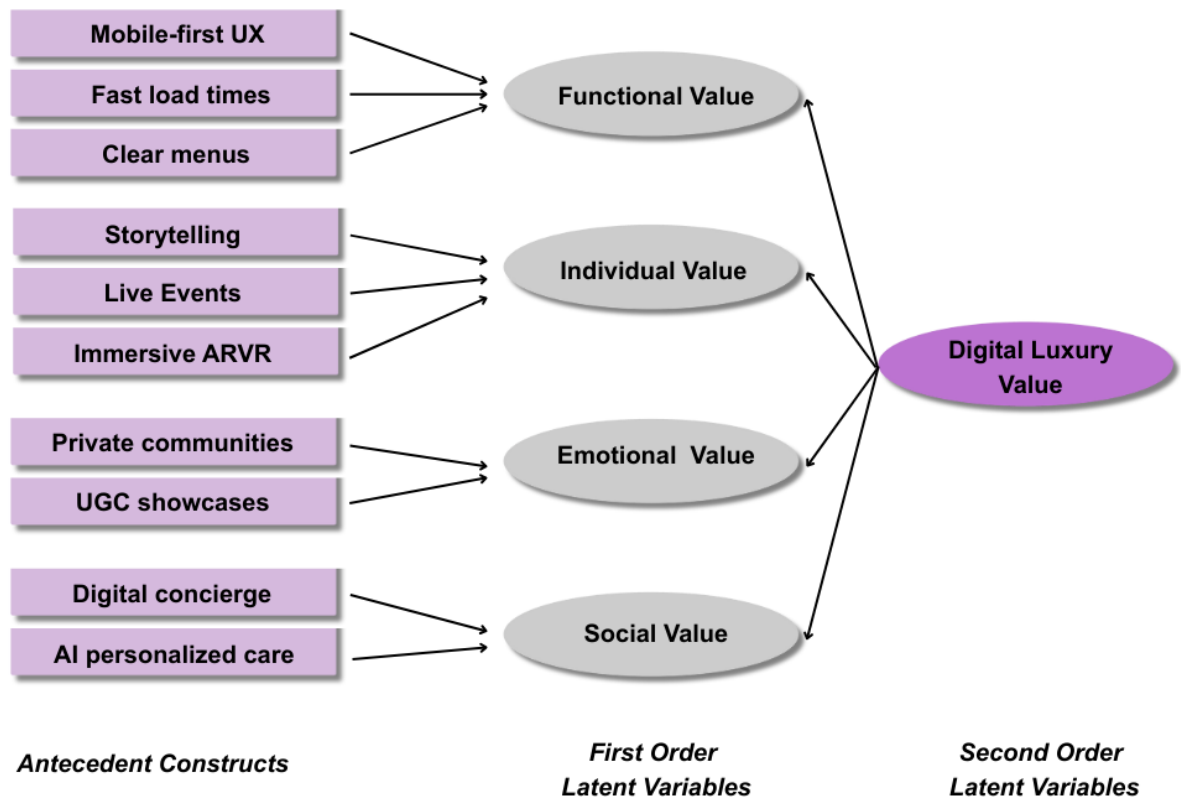 Mobile-first UX
Fast load times
Clear menus
Storytelling
Live Events
Immersive ARVR
Private communities
UGC showcases
Digital concierge
AI personalized care
Functional Value
Individual Value
Emotional Value
Social Value
Digital Luxury
Value
Antecedent Constructs
First Order
Latent Variables
Second Order
Latent Variables